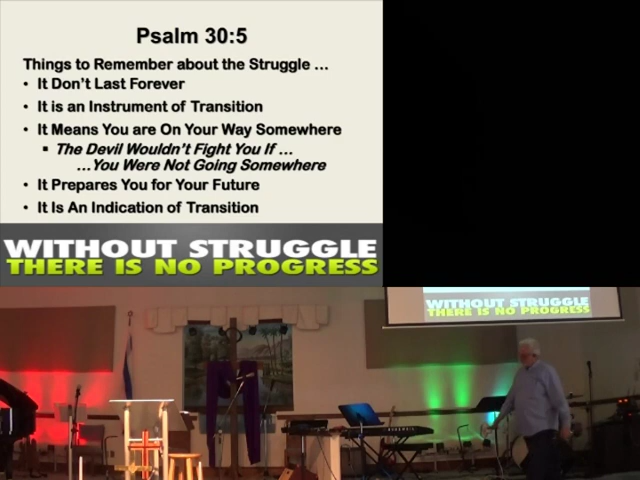 Psalm 30:5
Things to Remember about the Struggle …
• It Don't Last Forever
• It is an Instrument of Transition
• It Means You are On Your Way Somewhere
▪ The Devil Wouldn't Fight You If …
…You Were Not Going Somewhere
• It Prepares You for Your Future
• It Is An Indication of Transition
WITHOUT STRUGGLE
THERE IS NO PROGRESS
WITHOUT STRUGGLE
THERE IS NO PROGRESS